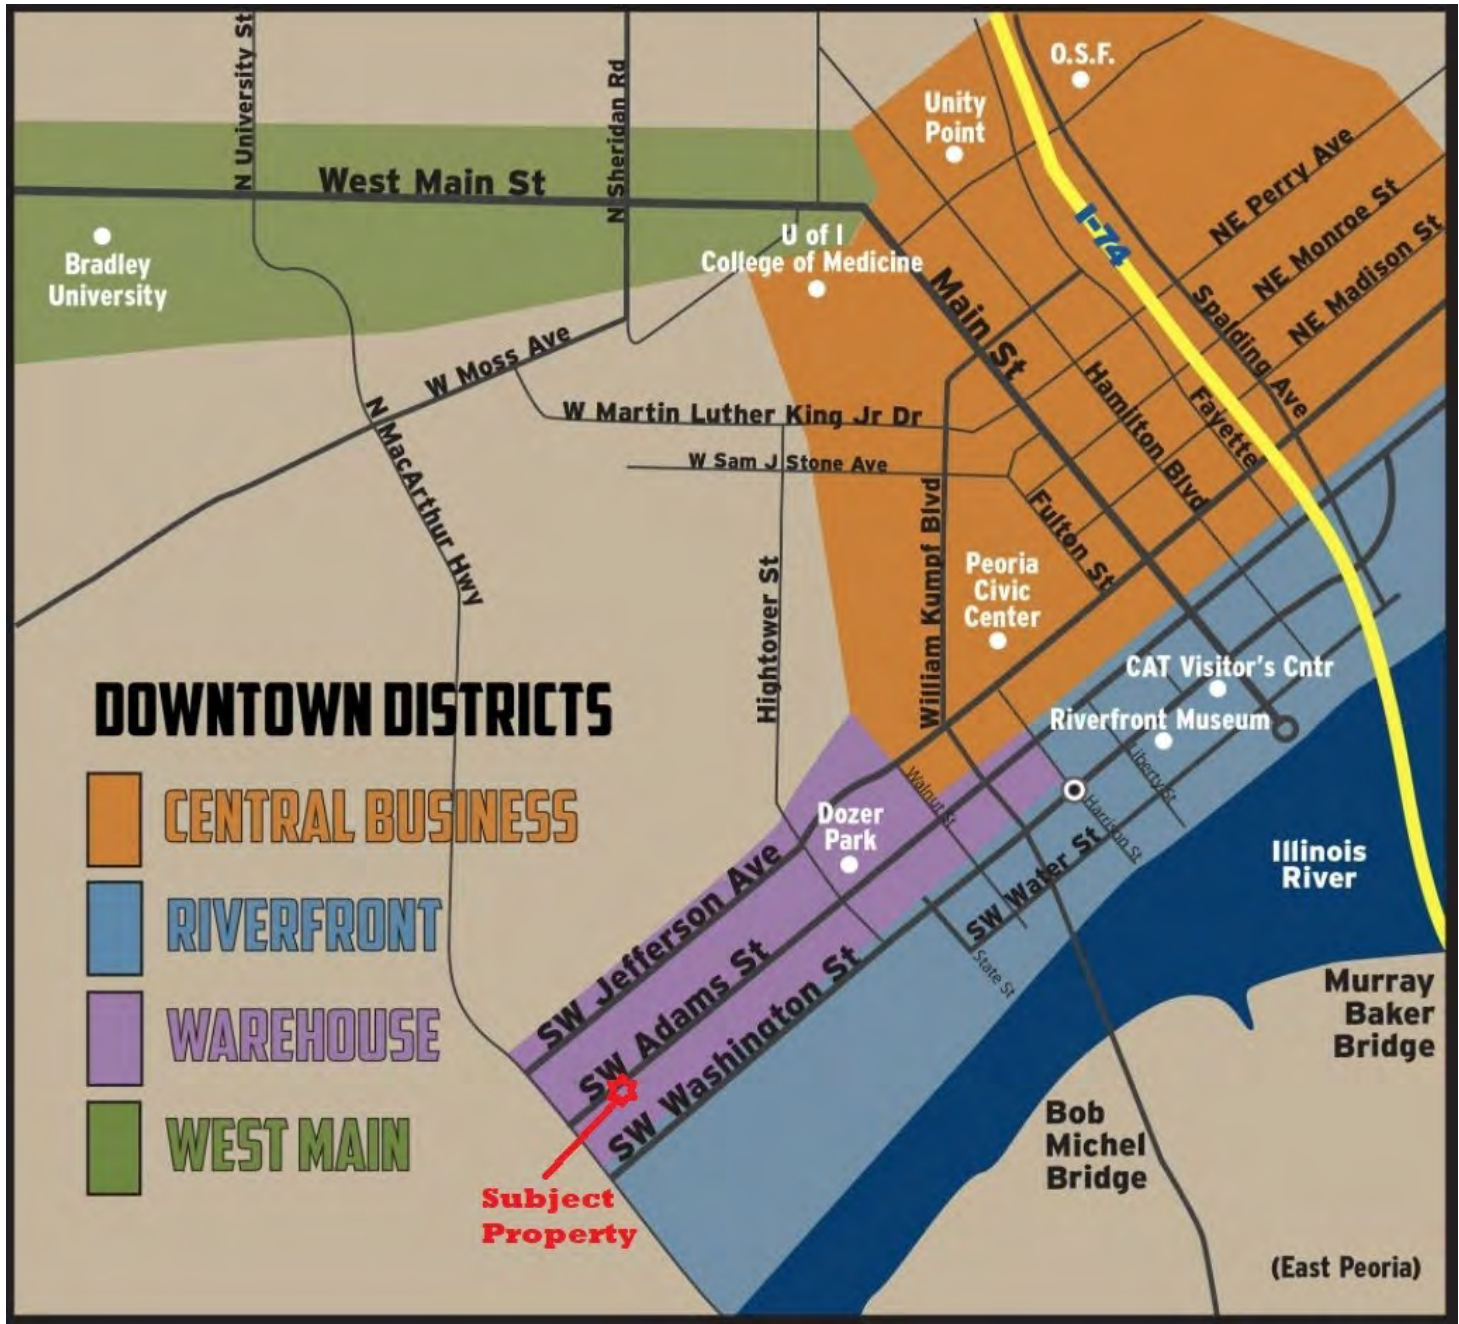 N University St
N Sheridan Rd
O.S.F.
Unity
Point
West Main St
NE Perry Ave
NE Monroe St
NE Madison St
I-74
Bradley
University
U of I
College of Medicine
Main St
Spalding Ave
W Moss Ave
Hamilton Blvd
Fayette
N MacArthur Hwy
W Martin Luther King Jr Dr
W Sam J Stone Ave
Fulton St
William Kumpf Blvd
Hightower St
Peoria
Civic
Center
CAT Visitor's Cntr
Riverfront Museum
DOWNTOWN DISTRICTS
CENTRAL BUSINESS
RIVERFRONT
WAREHOUSE
WEST MAIN
Walnut St
Liberty St
Harrison St
Dozer
Park
SW Water St
State St
Illinois
River
SW Jefferson Ave
SW Adams St
SW Washington St
Murray
Baker
Bridge
Bob
Michel
Bridge
Subject
Property
(East Peoria)